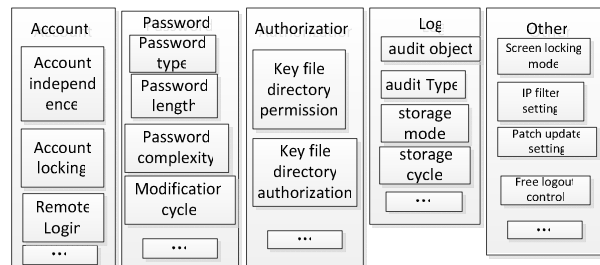 Account
Account
independ
ence
Account
locking
Remote
Login
...
Password
Password
type
Password
length
Password
complexity
Modification
cycle
...
Authorization
Key file
directory
permission
Key file
directory
authorization
...
Log
audit object
audit Type
storage
mode
storage
cycle
...
Other
Screen locking
mode
IP filter
setting
Patch update
setting
Free logout
control
...